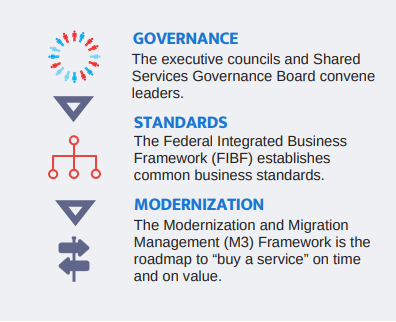 GOVERNANCE
The executive councils and Shared
Services Governance Board convene
leaders.
STANDARDS
The Federal Integrated Business
Framework (FIBF) establishes
common business standards.
MODERNIZATION
The Modernization and Migration
Management (M3) Framework is the
roadmap to “buy a service” on time
and on value.